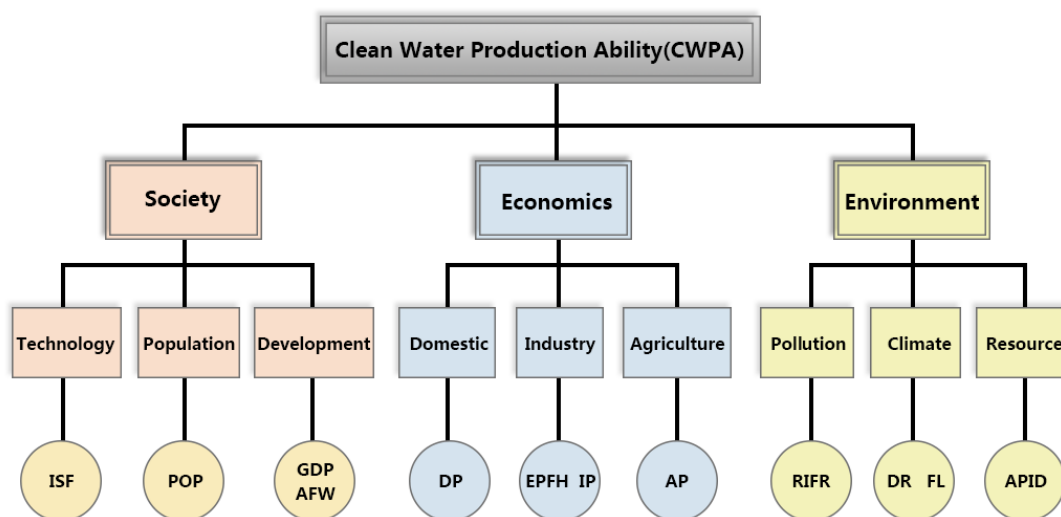 Clean Water Production Ability(CWPA)
Society
Economics
Environment
Technology
Population
Development
Domestic
Industry
Agriculture
Pollution
Climate
Resource
ISF
POP
GDP
AFW
DP
EPFH IP
AP
RIFR
DR FL
APID